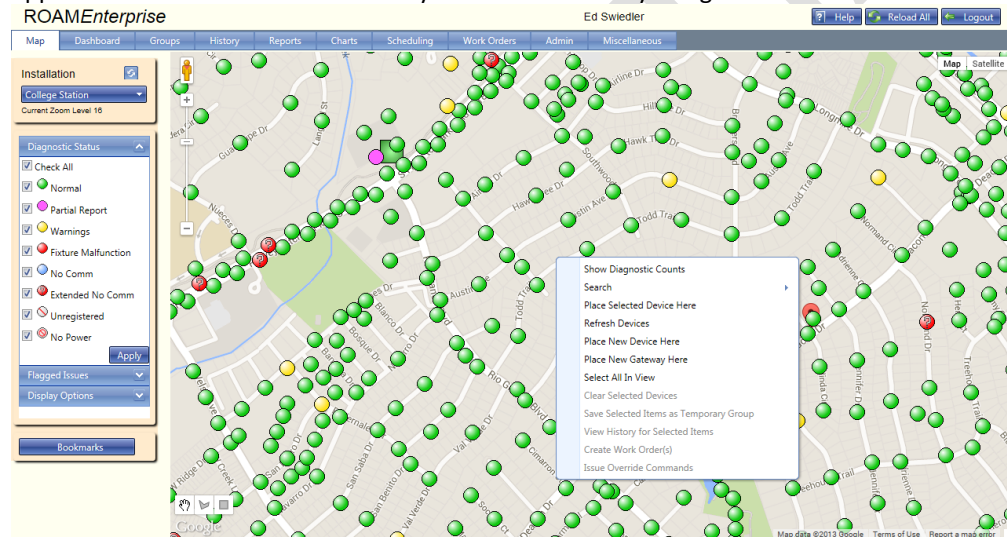 ROAMEnterprise
Ed Swiedler
Help
Reload All
Logout
Map
Dashboard
Groups
History
Reports
Charts
Scheduling
Work Orders
Admin
Miscellaneous
Installation
College Station
Current Zoom Level 16
Diagnostic Status
Check All
Normal
Partial Report
Warnings
Fixture Malfunction
No Comm
Extended No Comm
Unregistered
No Power
Apply
Flagged Issues
Display Options
Bookmarks
Map
Satellite
Hawk T
Dr
Todd Tra
Austin Ave
Nueces
Normand Dr
Bosque Dr
Blanco Dr
San Saba Dr
San Benito Dr
Val Verde Dr
Navarro Dr
Cimarron
Rio G
Blvd
Show Diagnostic Counts
Search
Place Selected Device Here
Refresh Devices
Place New Device Here
Place New Gateway Here
Select All In View
Clear Selected Devices
Save Selected Items as Temporary Group
View History for Selected Items
Create Work Order(s)
Issue Override Commands
Google
Map data ©2013 Google
Terms of Use
Report a map error